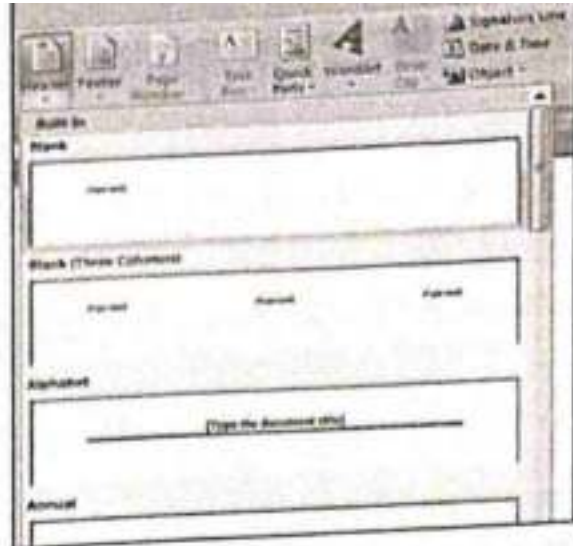 Header Footer Page Number Text Box Quick Parts WordArt Drop Cap
Signature Line
Date & Time
Object
Built In
Blank
Blank (Three Columns)
Alphabet
[Type the document title]
Annual